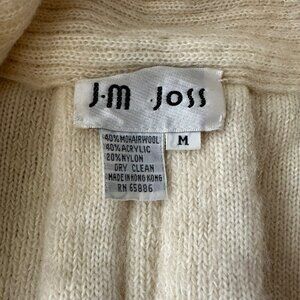 J.M JOSS
40% MOHAIR WOOL
40% ACRYLIC
20% NYLON
DRY CLEAN
MADE IN HONG KONG
RN 65886
M